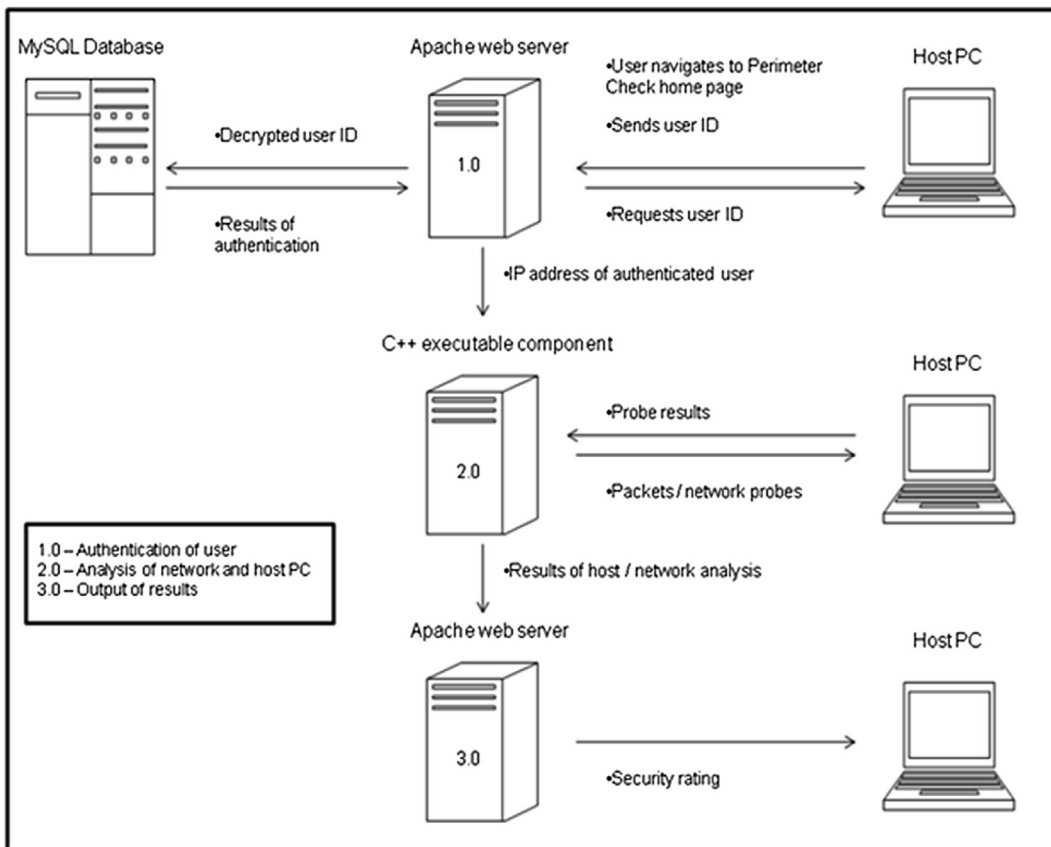 MySQL Database
Apache web server
Host PC
•User navigates to Perimeter
Check home page
•Sends user ID
•Decrypted user ID
1.0
•Requests user ID
•Results of
authentication
•IP address of authenticated user
C++ executable component
Host PC
•Probe results
2.0
•Packets / network probes
1.0 – Authentication of user
2.0 – Analysis of network and host PC
3.0 – Output of results
•Results of host / network analysis
Apache web server
Host PC
3.0
•Security rating